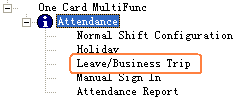 One Card MultiFunc
Attendance
Normal Shift Configuration
Holiday
Leave/Business Trip
Manual Sign In
Attendance Report